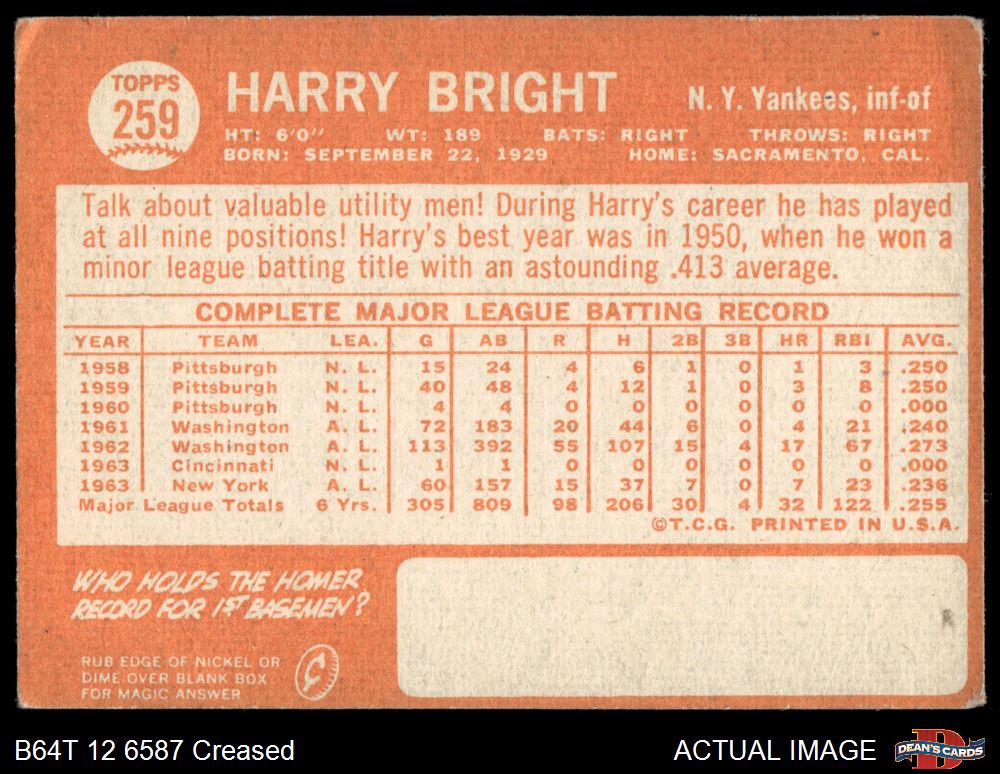 TOPPS
259
HARRY BRIGHT
N. Y. Yankees, inf-of
HT: 6'0" WT: 189 BATS: RIGHT THROWS: RIGHT
BORN: SEPTEMBER 22, 1929 HOME: SACRAMENTO, CAL.
Talk about valuable utility men! During Harry's career he has played
at all nine positions! Harry's best year was in 1950, when he won a
minor league batting title with an astounding .413 average.
COMPLETE MAJOR LEAGUE BATTING RECORD
YEAR TEAM LEA. G AB R H 2B 3B HR RBI AVG.
1958 Pittsburgh N. L. 15 24 4 6 1 0 1 3 .250
1959 Pittsburgh N. L. 40 48 4 12 1 0 3 8 .250
1960 Pittsburgh N. L. 4 4 0 0 0 0 0 0 .000
1961 Washington A. L. 72 183 20 44 6 0 4 21 .240
1962 Washington A. L. 113 392 55 107 15 4 17 67 .273
1963 Cincinnati N. L. 1 1 0 0 0 0 0 0 .000
1963 New York A. L. 60 157 15 37 7 0 7 23 .236
Major League Totals 6 Yrs. 305 809 98 206 30 4 32 122 .255
©T.C.G. PRINTED IN U.S.A.
WHO HOLDS THE HOMER
RECORD FOR 1ST BASEMEN?
RUB EDGE OF NICKEL OR
DIME OVER BLANK BOX
FOR MAGIC ANSWER
¢
B64T 12 6587 Creased
ACTUAL IMAGE
D
DEAN'S CARDS